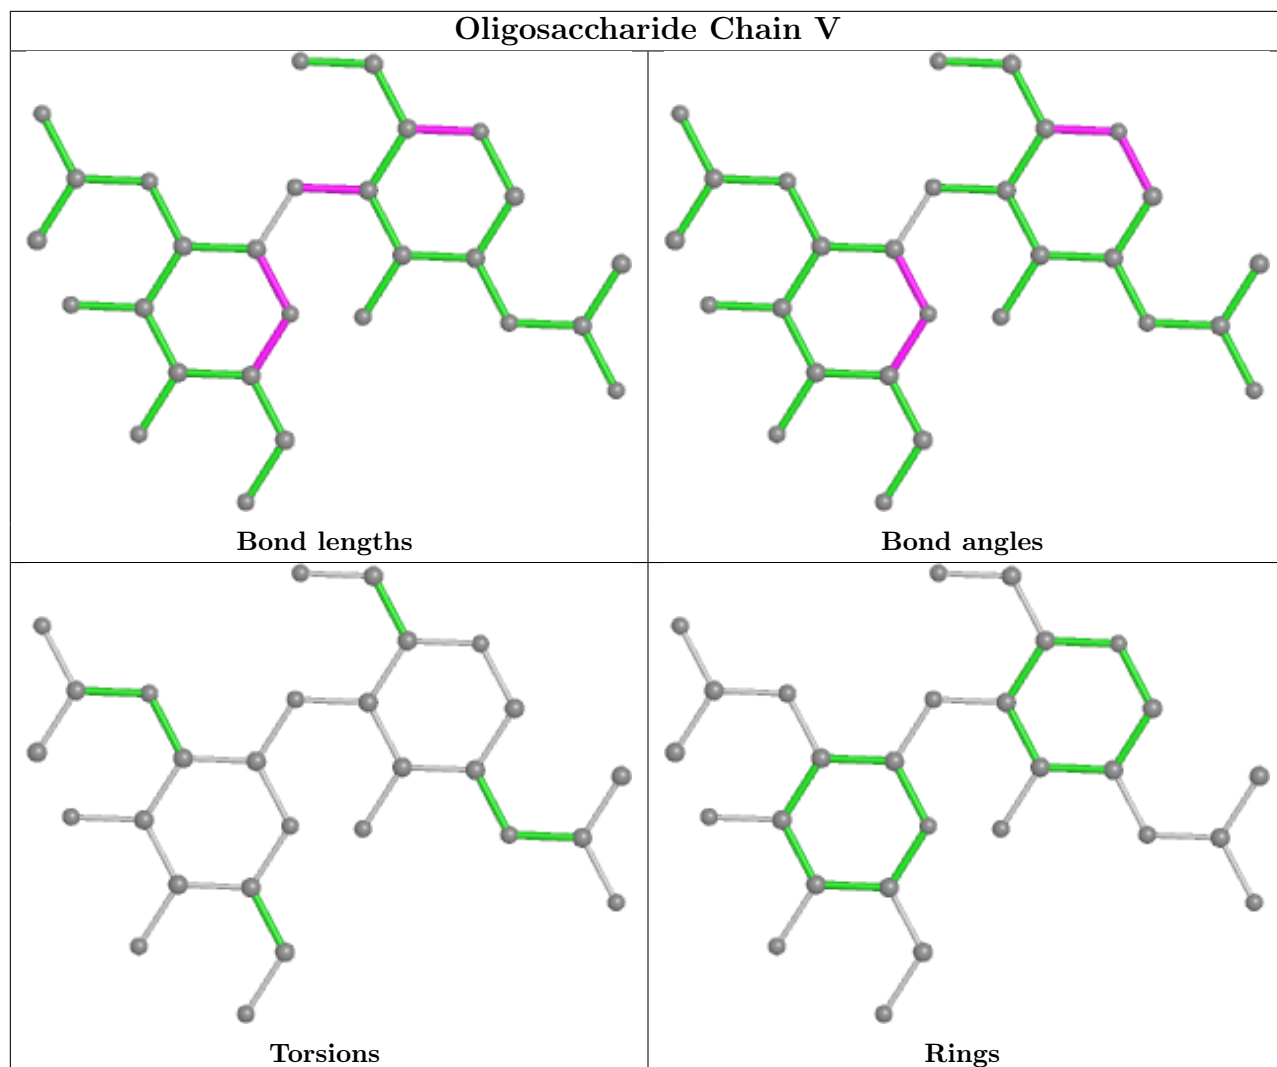 Oligosaccharide Chain V
Bond lengths
Bond angles
Torsions
Rings